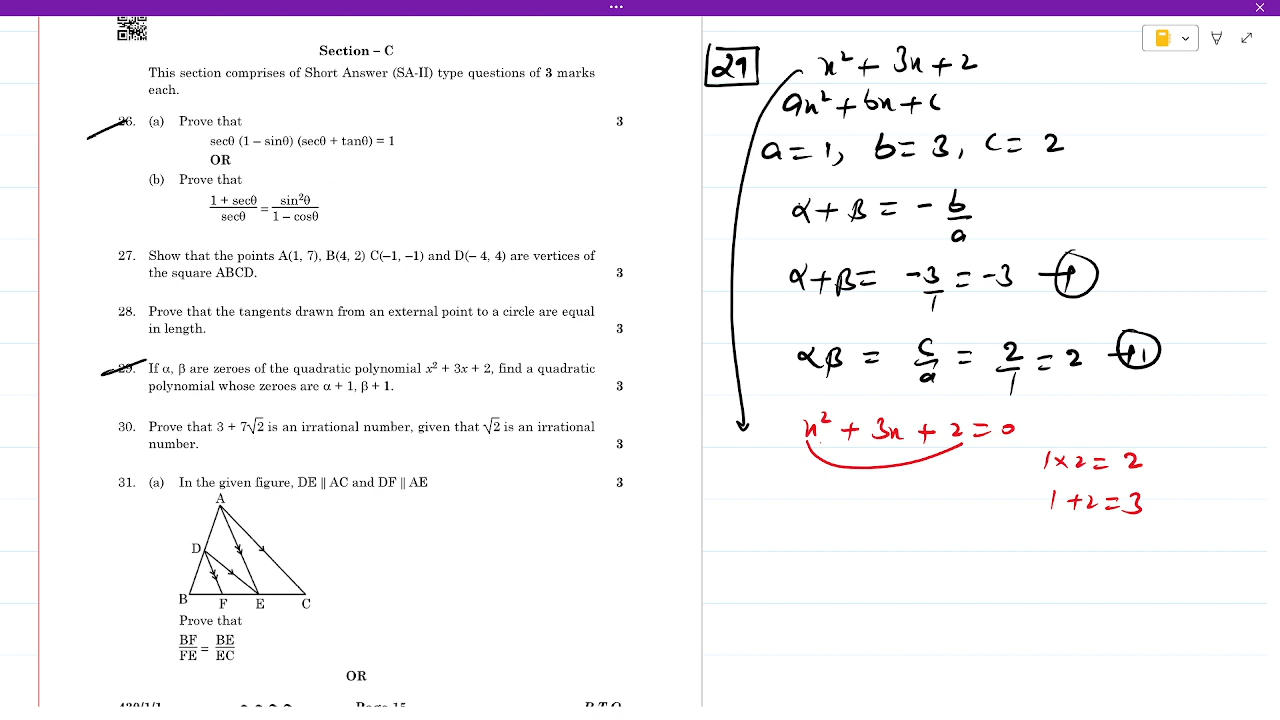 Section – C
This section comprises of Short Answer (SA-II) type questions of 3 marks
each.
26. (a) Prove that 3
secθ (1 – sinθ) (secθ + tanθ) = 1
OR
(b) Prove that
1 + secθ / secθ = sin²θ / 1 – cosθ
27. Show that the points A(1, 7), B(4, 2) C(–1, –1) and D(– 4, 4) are vertices of
the square ABCD. 3
28. Prove that the tangents drawn from an external point to a circle are equal
in length. 3
29. If α, β are zeroes of the quadratic polynomial x² + 3x + 2, find a quadratic
polynomial whose zeroes are α + 1, β + 1. 3
30. Prove that 3 + 7√2 is an irrational number, given that √2 is an irrational
number. 3
31. (a) In the given figure, DE || AC and DF || AE 3
A
D
B F E C
Prove that
BF / FE = BE / EC
OR
430/1/1 Page 15 P.T.O.
29 x² + 3x + 2
ax² + bx + c
a = 1, b = 3, c = 2
α + β = - b/a
α + β = -3/1 = -3
αβ = c/a = 2/1 = 2
x² + 3x + 2 = 0
1 × 2 = 2
1 + 2 = 3